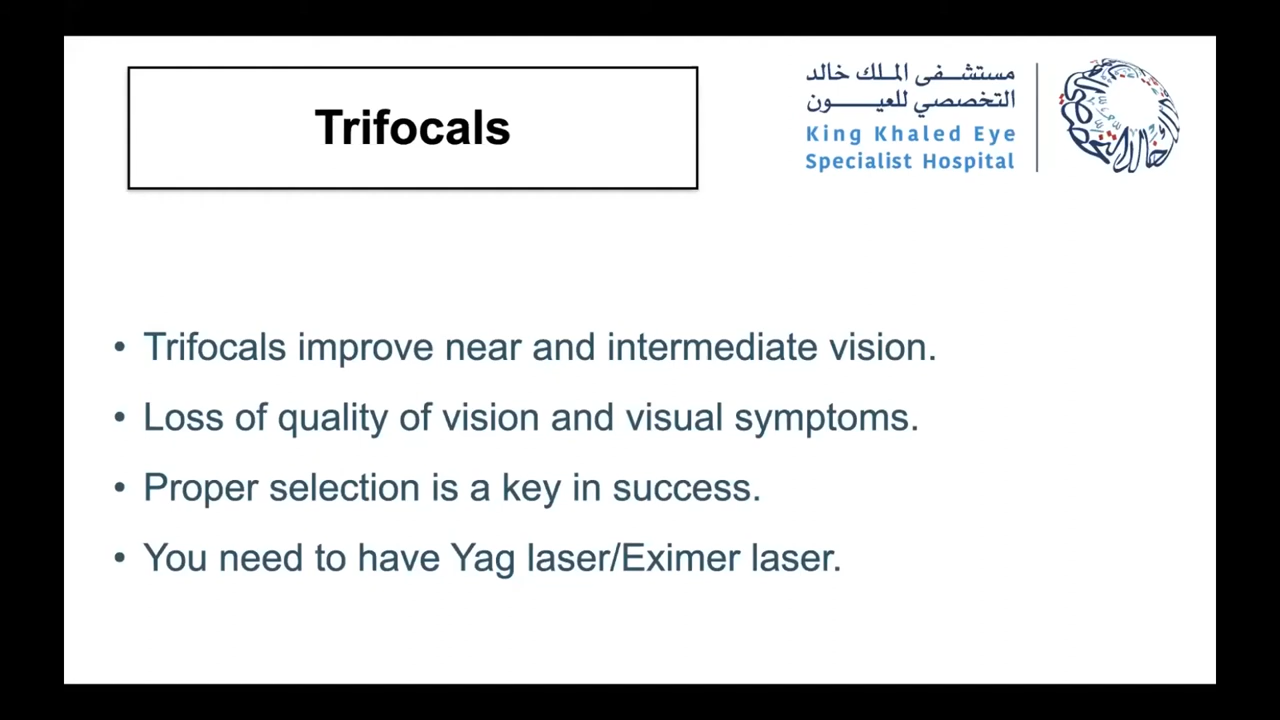 Trifocals
مستشفى الملك خالد
التخصصي للعيون
King Khaled Eye
Specialist Hospital
• Trifocals improve near and intermediate vision.
• Loss of quality of vision and visual symptoms.
• Proper selection is a key in success.
• You need to have Yag laser/Eximer laser.